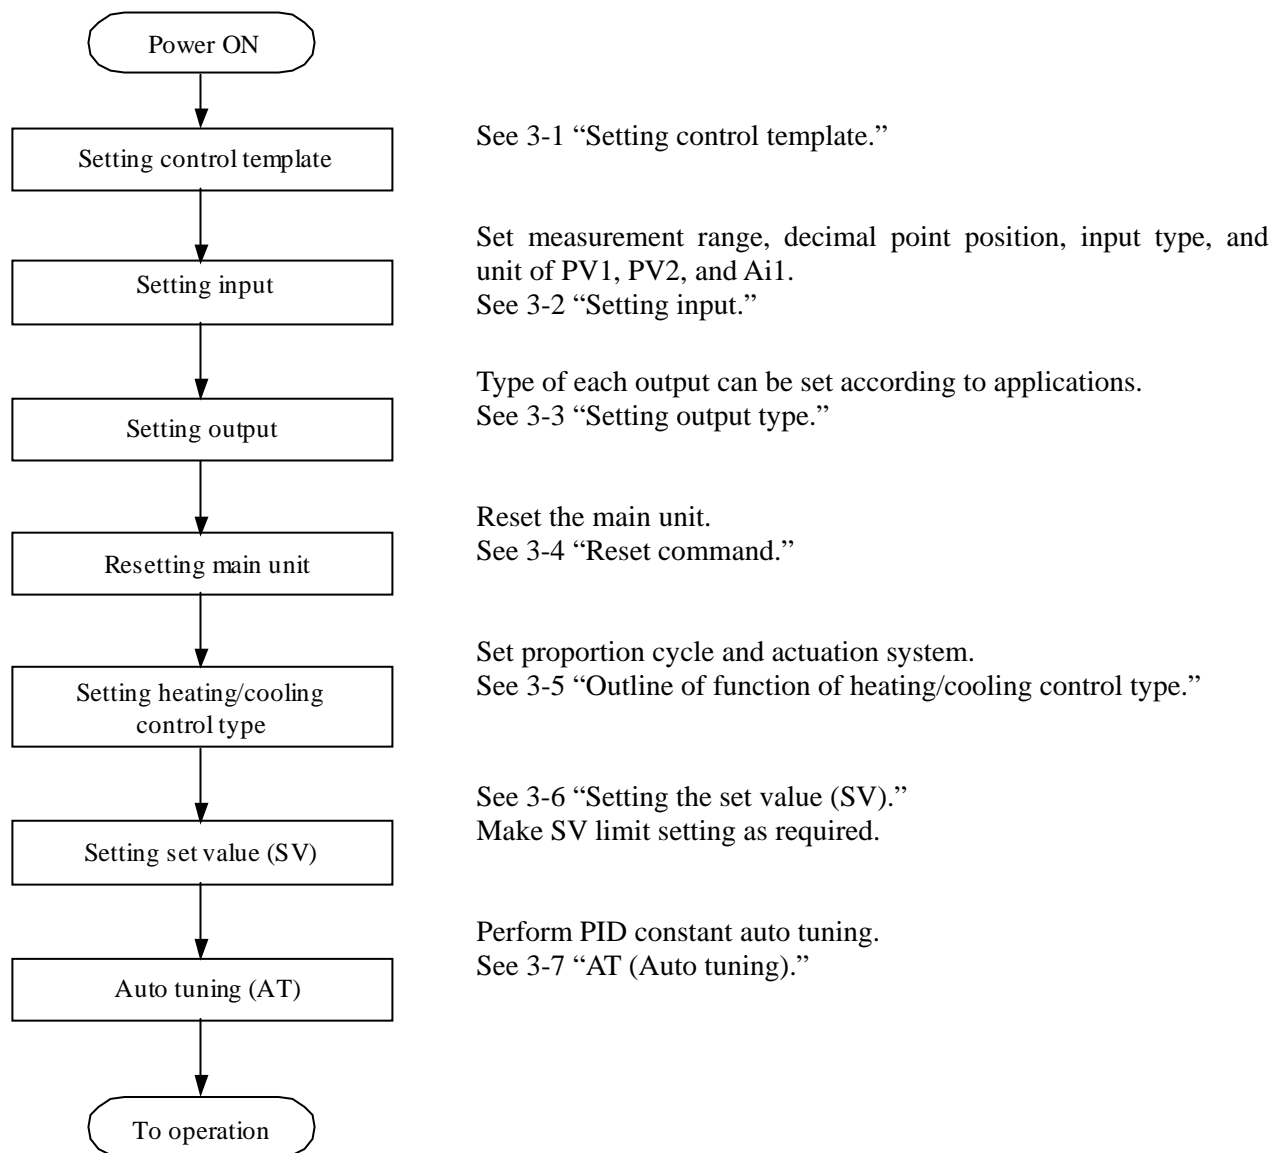 Power ON
Setting control template
See 3-1 “Setting control template.”
Setting input
Set measurement range, decimal point position, input type, and
unit of PV1, PV2, and Ai1.
See 3-2 “Setting input.”
Setting output
Type of each output can be set according to applications.
See 3-3 “Setting output type.”
Resetting main unit
Reset the main unit.
See 3-4 “Reset command.”
Setting heating/cooling
control type
Set proportion cycle and actuation system.
See 3-5 “Outline of function of heating/cooling control type.”
Setting set value (SV)
See 3-6 “Setting the set value (SV).”
Make SV limit setting as required.
Auto tuning (AT)
Perform PID constant auto tuning.
See 3-7 “AT (Auto tuning).”
To operation